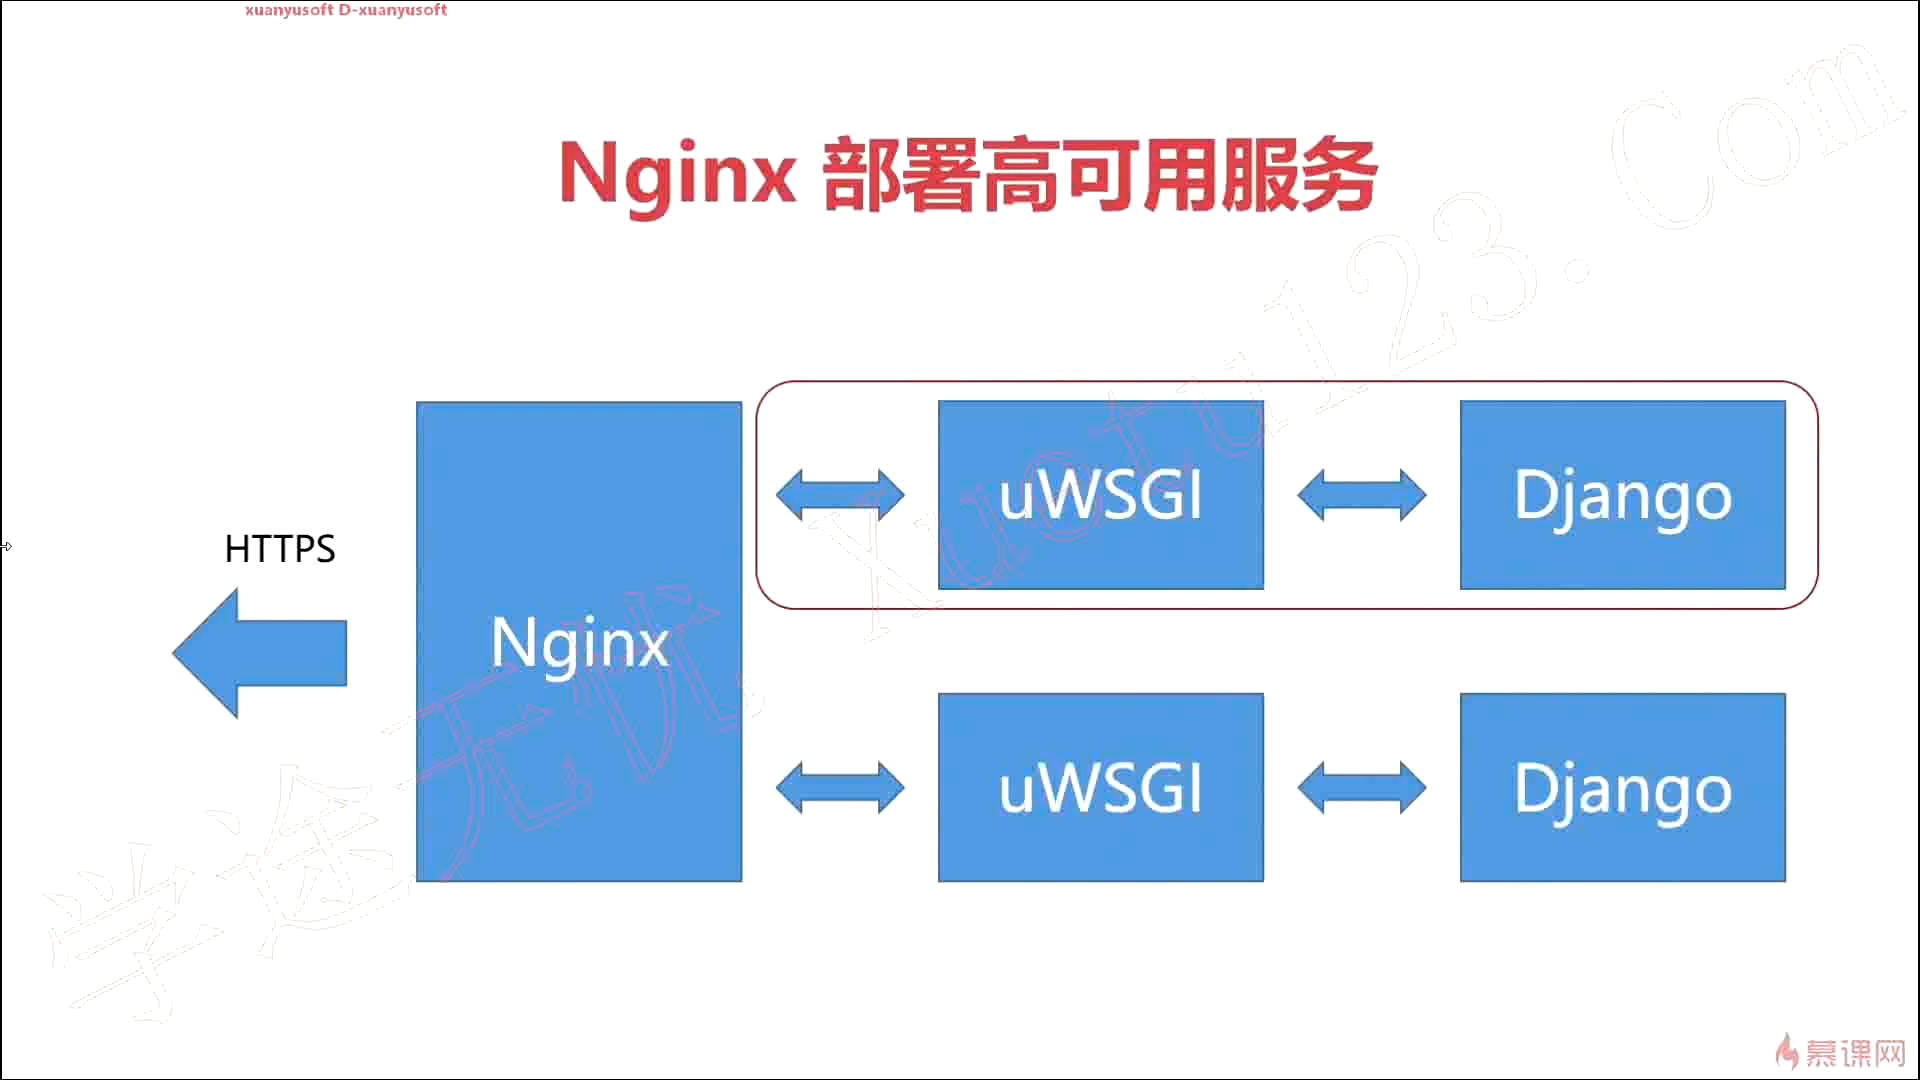 xuanyusoft D-xuanyusoft
Nginx 部署高可用服务
HTTPS
Nginx
uWSGI
Django
uWSGI
Django
学途无忧.Xuetu123.Com
慕课网